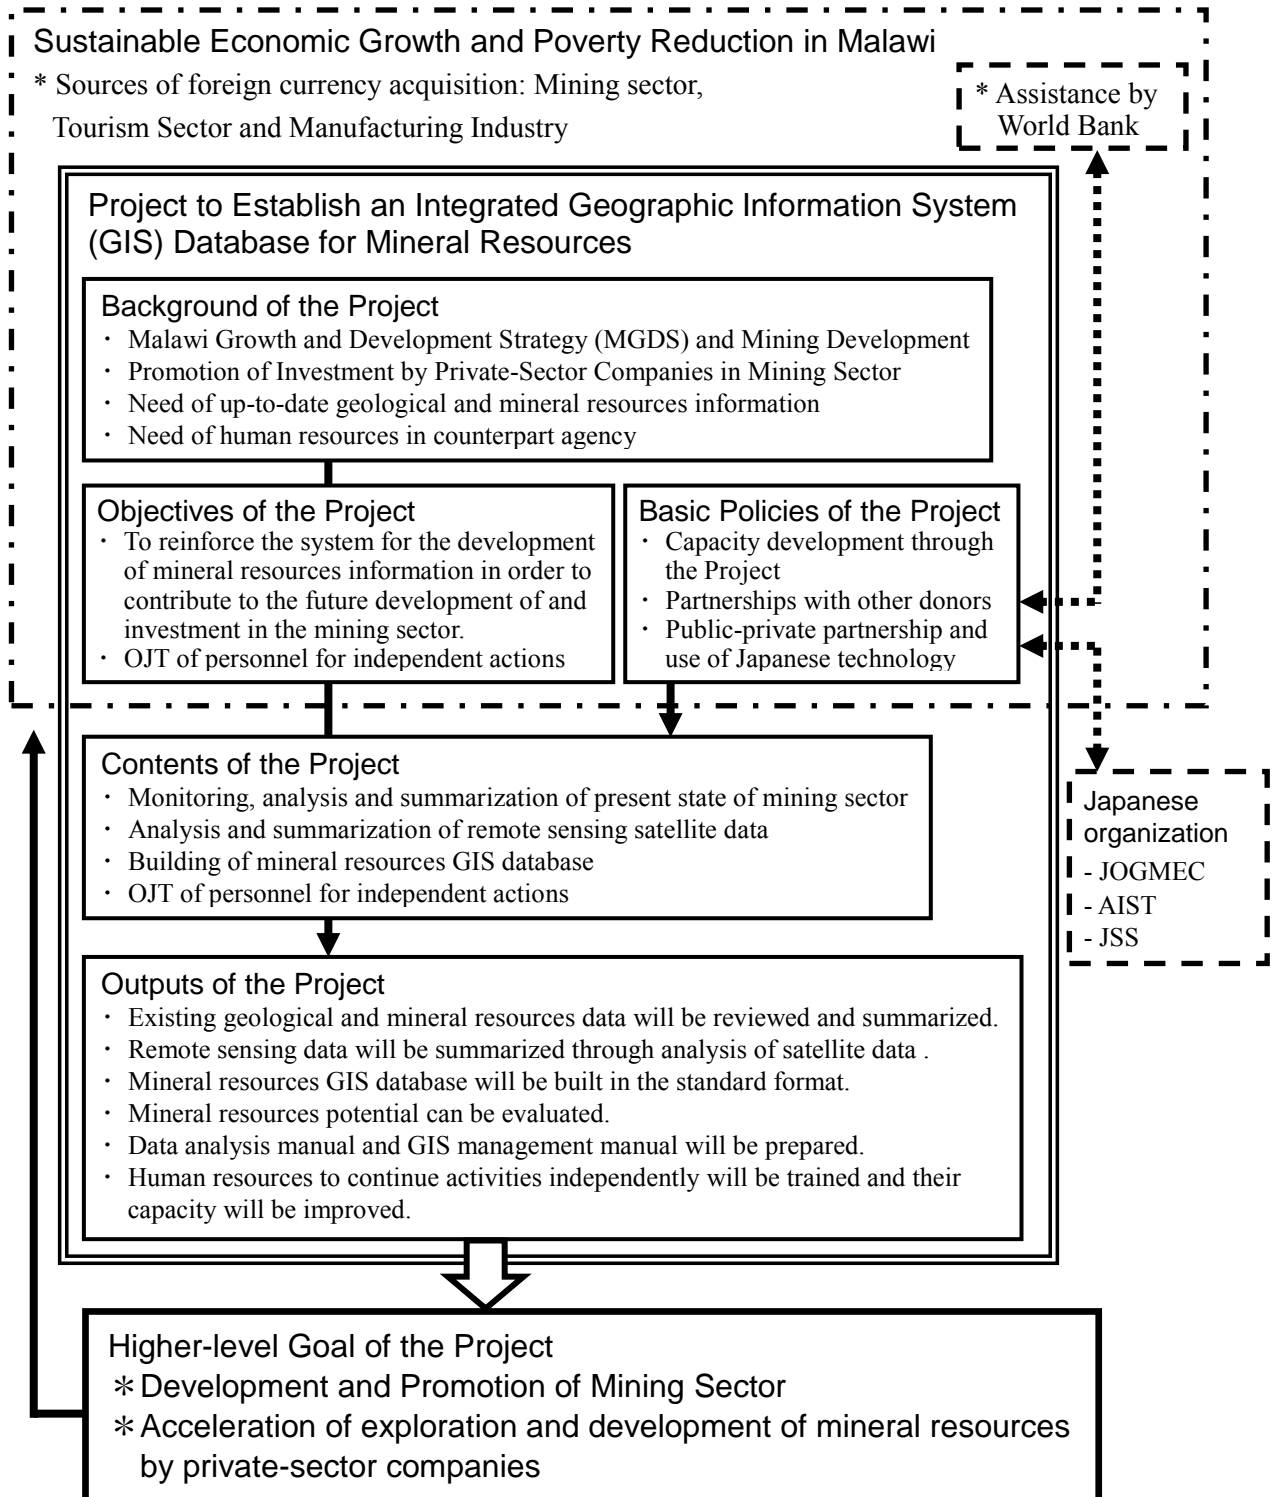 Sustainable Economic Growth and Poverty Reduction in Malawi
* Sources of foreign currency acquisition: Mining sector,
Tourism Sector and Manufacturing Industry
* Assistance by
World Bank
Project to Establish an Integrated Geographic Information System
(GIS) Database for Mineral Resources
Background of the Project
・ Malawi Growth and Development Strategy (MGDS) and Mining Development
・ Promotion of Investment by Private-Sector Companies in Mining Sector
・ Need of up-to-date geological and mineral resources information
・ Need of human resources in counterpart agency
Objectives of the Project
・ To reinforce the system for the development
of mineral resources information in order to
contribute to the future development of and
investment in the mining sector.
・ OJT of personnel for independent actions
Basic Policies of the Project
・ Capacity development through
the Project
・ Partnerships with other donors
・ Public-private partnership and
use of Japanese technology
Contents of the Project
・ Monitoring, analysis and summarization of present state of mining sector
・ Analysis and summarization of remote sensing satellite data
・ Building of mineral resources GIS database
・ OJT of personnel for independent actions
Japanese
organization
- JOGMEC
- AIST
- JSS
Outputs of the Project
・ Existing geological and mineral resources data will be reviewed and summarized.
・ Remote sensing data will be summarized through analysis of satellite data .
・ Mineral resources GIS database will be built in the standard format.
・ Mineral resources potential can be evaluated.
・ Data analysis manual and GIS management manual will be prepared.
・ Human resources to continue activities independently will be trained and their
capacity will be improved.
Higher-level Goal of the Project
＊Development and Promotion of Mining Sector
＊Acceleration of exploration and development of mineral resources
by private-sector companies